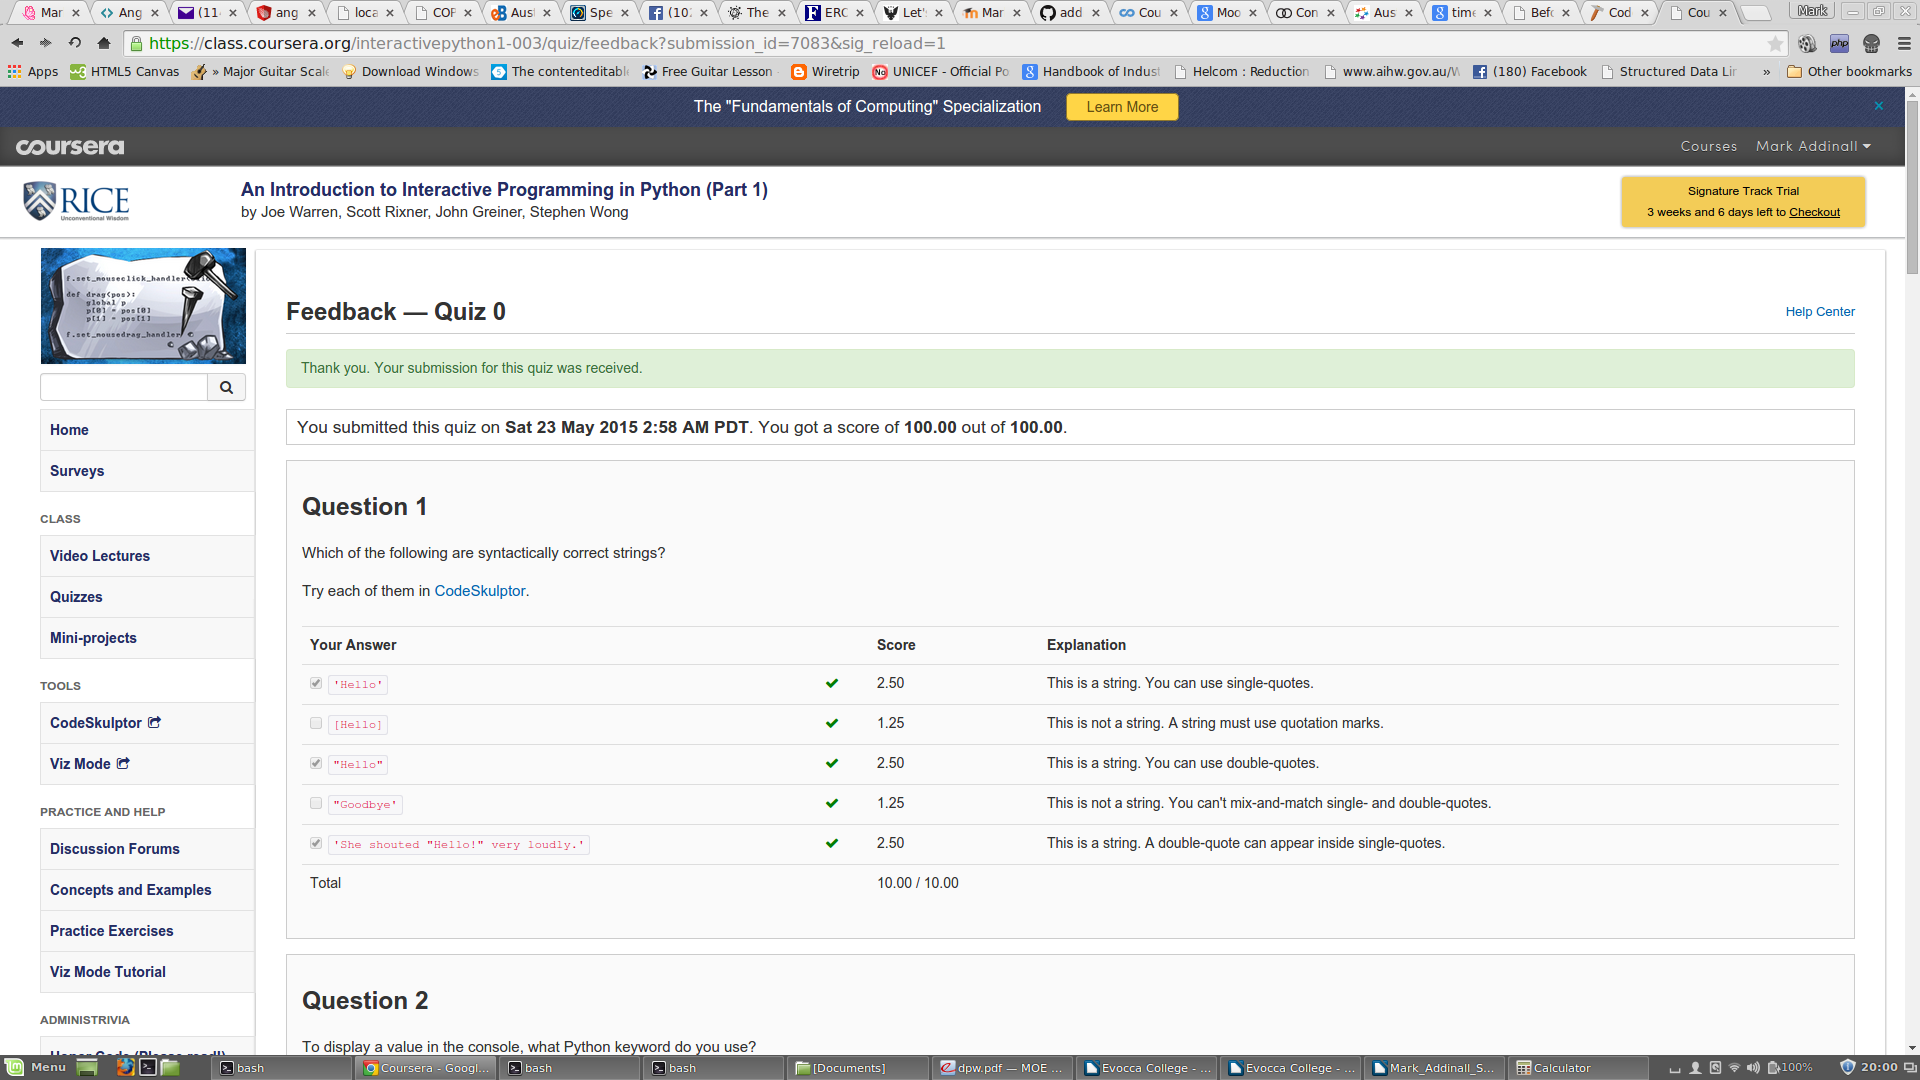 Mar
Ang
(11
ang
loca
COF
Aust
Spe
(10
The
ERC
Let'
Mar
add
Cou
Moo
Con
Aus
time
Befo
Cod
Cou
Mark
https://class.coursera.org/interactivepython1-003/quiz/feedback?submission_id=7083&sig_reload=1
Apps
HTML5 Canvas
» Major Guitar Scale
Download Windows
The contenteditabl
Free Guitar Lesson
Wiretrip
UNICEF - Official Po
Handbook of Indust
Helcom : Reduction
www.aihw.gov.au/
(180) Facebook
Structured Data Lin
»
Other bookmarks
The "Fundamentals of Computing" Specialization
Learn More
coursera
Courses
Mark Addinall
RICE
Unconventional Wisdom
An Introduction to Interactive Programming in Python (Part 1)
by Joe Warren, Scott Rixner, John Greiner, Stephen Wong
Signature Track Trial
3 weeks and 6 days left to Checkout
f.set_mouseclick_handler
def drag(pos):
global p
p[0] = pos[0]
p[1] = pos[1]
f.set_mousedrag_handler
Home
Surveys
CLASS
Video Lectures
Quizzes
Mini-projects
TOOLS
CodeSkulptor
Viz Mode
PRACTICE AND HELP
Discussion Forums
Concepts and Examples
Practice Exercises
Viz Mode Tutorial
ADMINISTRIVIA
Honor Code (Please read!)
Feedback — Quiz 0
Help Center
Thank you. Your submission for this quiz was received.
You submitted this quiz on Sat 23 May 2015 2:58 AM PDT. You got a score of 100.00 out of 100.00.
Question 1
Which of the following are syntactically correct strings?
Try each of them in CodeSkulptor.
Your Answer Score Explanation
'Hello' 2.50 This is a string. You can use single-quotes.
[Hello] 1.25 This is not a string. A string must use quotation marks.
"Hello" 2.50 This is a string. You can use double-quotes.
"Goodbye' 1.25 This is not a string. You can't mix-and-match single- and double-quotes.
'She shouted "Hello!" very loudly.' 2.50 This is a string. A double-quote can appear inside single-quotes.
Total 10.00 / 10.00
Question 2
To display a value in the console, what Python keyword do you use?
Menu
bash
Coursera - Googl...
bash
bash
[Documents]
dpw.pdf — MOE ...
Evocca College - ...
Evocca College - ...
Mark_Addinall_S...
Calculator
100%
20:00